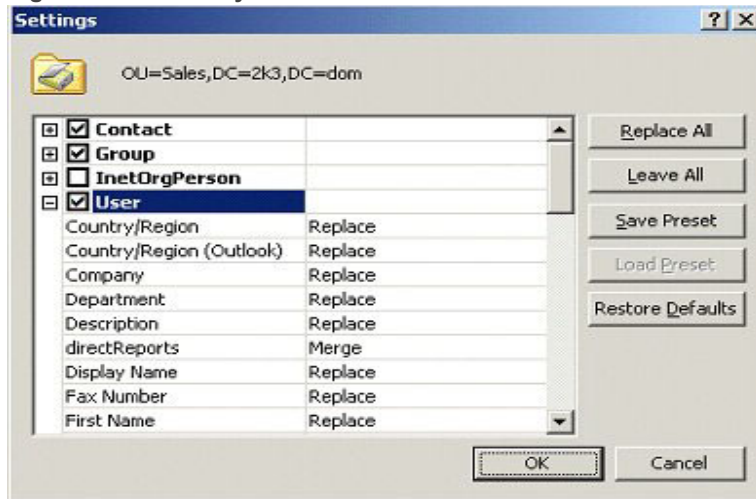 Settings
OU=Sales,DC=2k3,DC=dom
Contact
Group
InetOrgPerson
User
Country/Region Replace
Country/Region (Outlook) Replace
Company Replace
Department Replace
Description Replace
directReports Merge
Display Name Replace
Fax Number Replace
First Name Replace
Replace All
Leave All
Save Preset
Load Preset
Restore Defaults
OK
Cancel